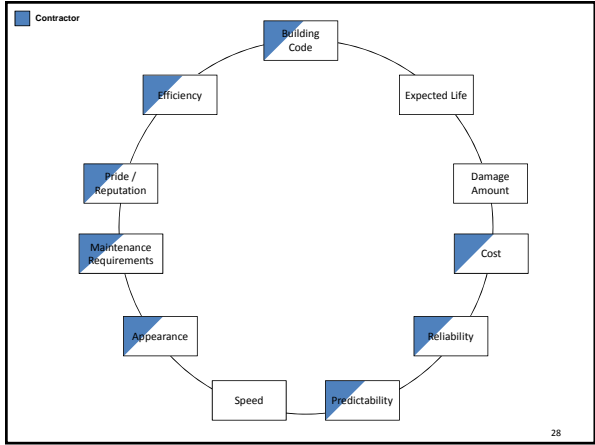 Contractor
Building
Code
Efficiency
Expected Life
Pride /
Reputation
Damage
Amount
Maintenance
Requirements
Cost
Appearance
Reliability
Speed
Predictability
28